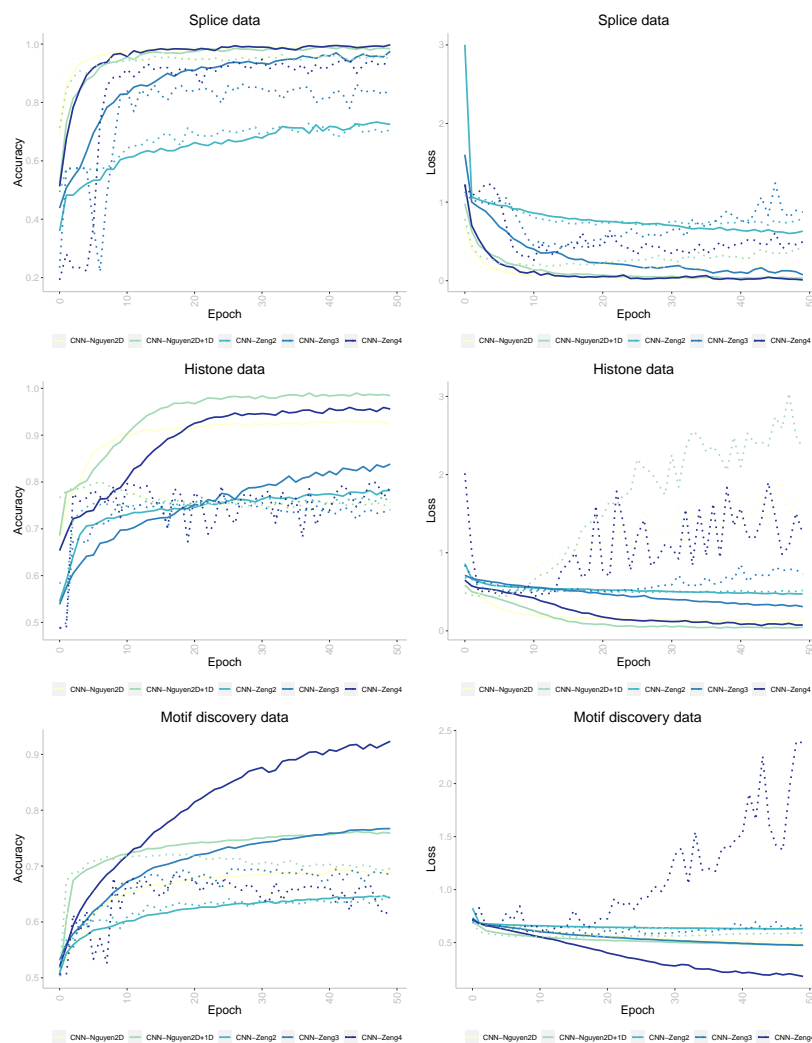 Splice data
Accuracy
1.0
0.8
0.6
0.4
0.2
0 10 20 30 40 50
Epoch
CNN−Nguyen2D CNN−Nguyen2D+1D CNN−Zeng2 CNN−Zeng3 CNN−Zeng4
Splice data
Loss
3
2
1
0
0 10 20 30 40 50
Epoch
CNN−Nguyen2D CNN−Nguyen2D+1D CNN−Zeng2 CNN−Zeng3 CNN−Zeng4
Histone data
Accuracy
1.0
0.9
0.8
0.7
0.6
0.5
0 10 20 30 40 50
Epoch
CNN−Nguyen2D CNN−Nguyen2D+1D CNN−Zeng2 CNN−Zeng3 CNN−Zeng4
Histone data
Loss
3
2
1
0
0 10 20 30 40 50
Epoch
CNN−Nguyen2D CNN−Nguyen2D+1D CNN−Zeng2 CNN−Zeng3 CNN−Zeng4
Motif discovery data
Accuracy
0.9
0.8
0.7
0.6
0.5
0 10 20 30 40 50
Epoch
CNN−Nguyen2D CNN−Nguyen2D+1D CNN−Zeng2 CNN−Zeng3 CNN−Zeng4
Motif discovery data
Loss
2.5
2.0
1.5
1.0
0.5
0 10 20 30 40 50
Epoch
CNN−Nguyen2D CNN−Nguyen2D+1D CNN−Zeng2 CNN−Zeng3 CNN−Zeng